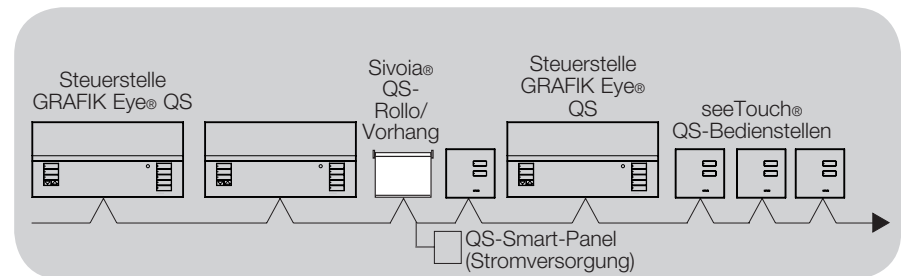 Steuerstelle
GRAFIK Eye® QS
Sivoia®
QS-
Rollo/
Vorhang
Steuerstelle
GRAFIK Eye®
QS
seeTouch®
QS-Bedienstellen
QS-Smart-Panel
(Stromversorgung)